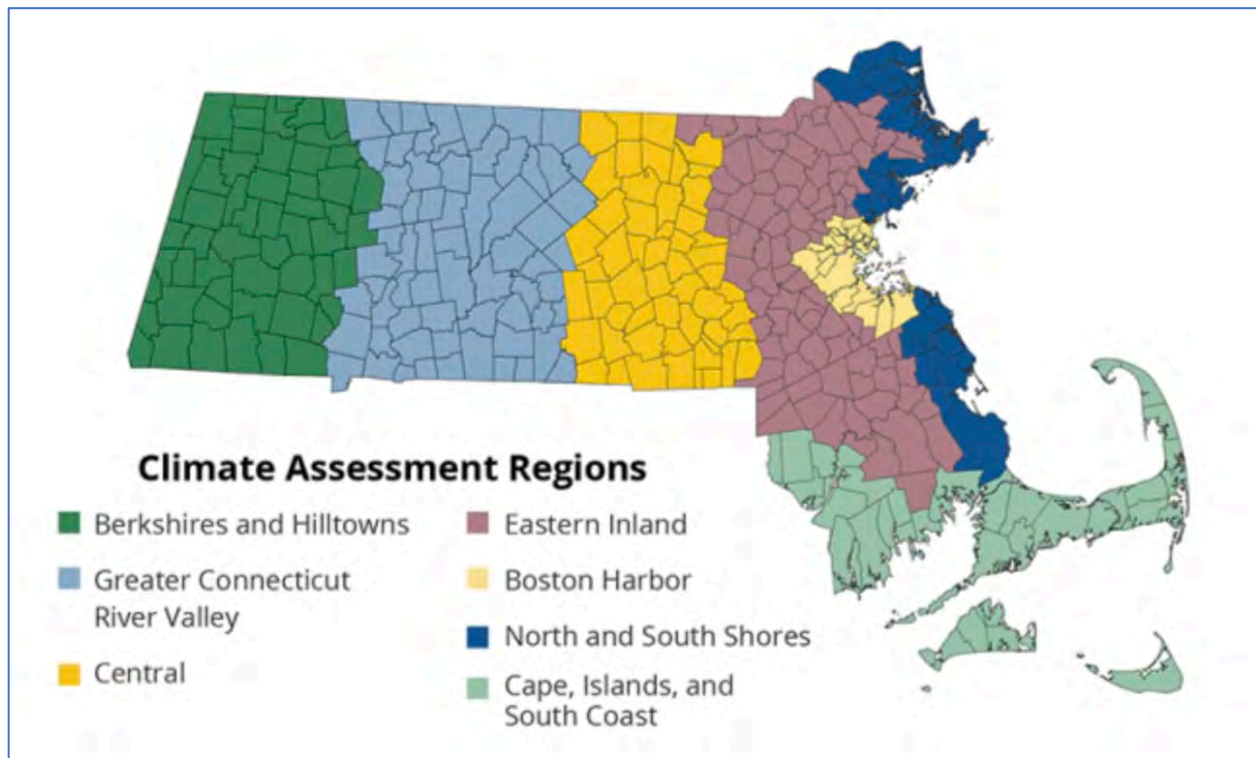 Climate Assessment Regions
Berkshires and Hilltowns
Greater Connecticut
River Valley
Central
Eastern Inland
Boston Harbor
North and South Shores
Cape, Islands, and
South Coast